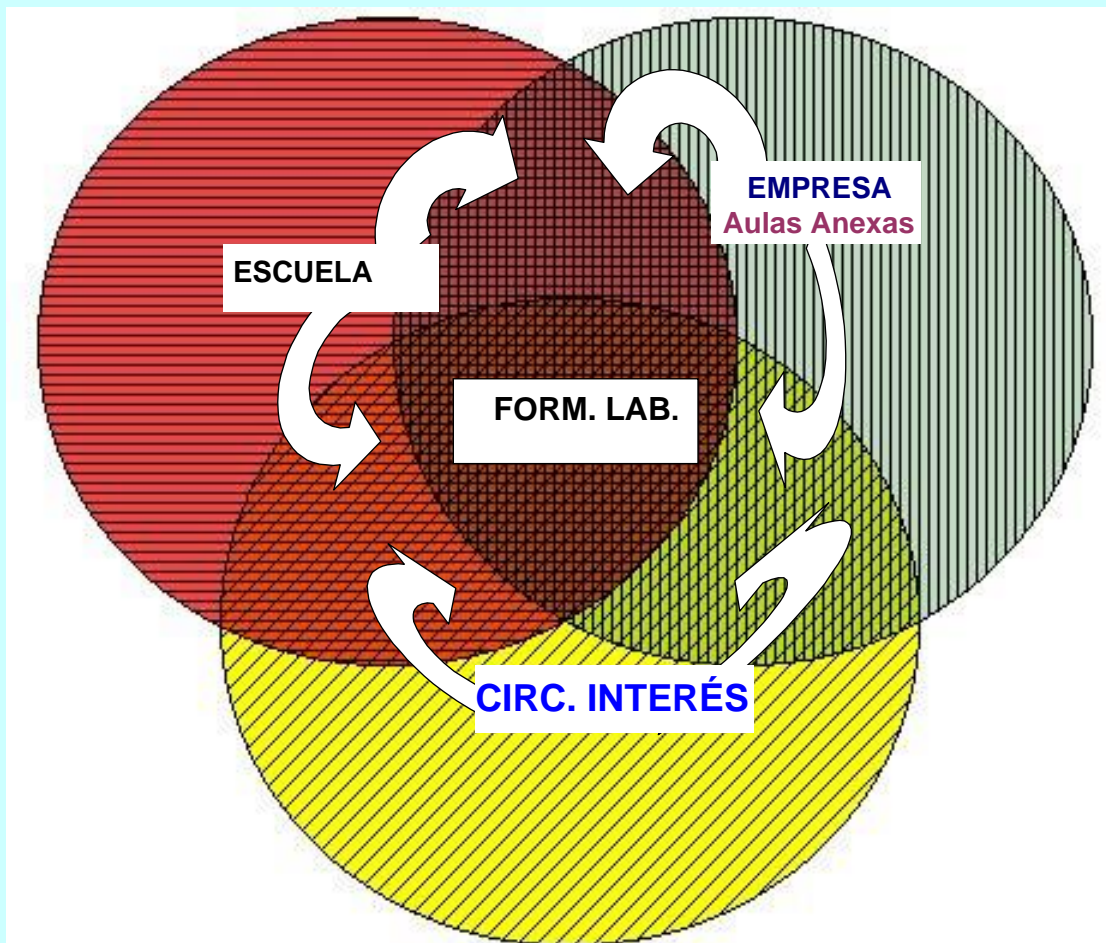 EMPRESA
Aulas Anexas
ESCUELA
FORM. LAB.
CIRC. INTERÉS